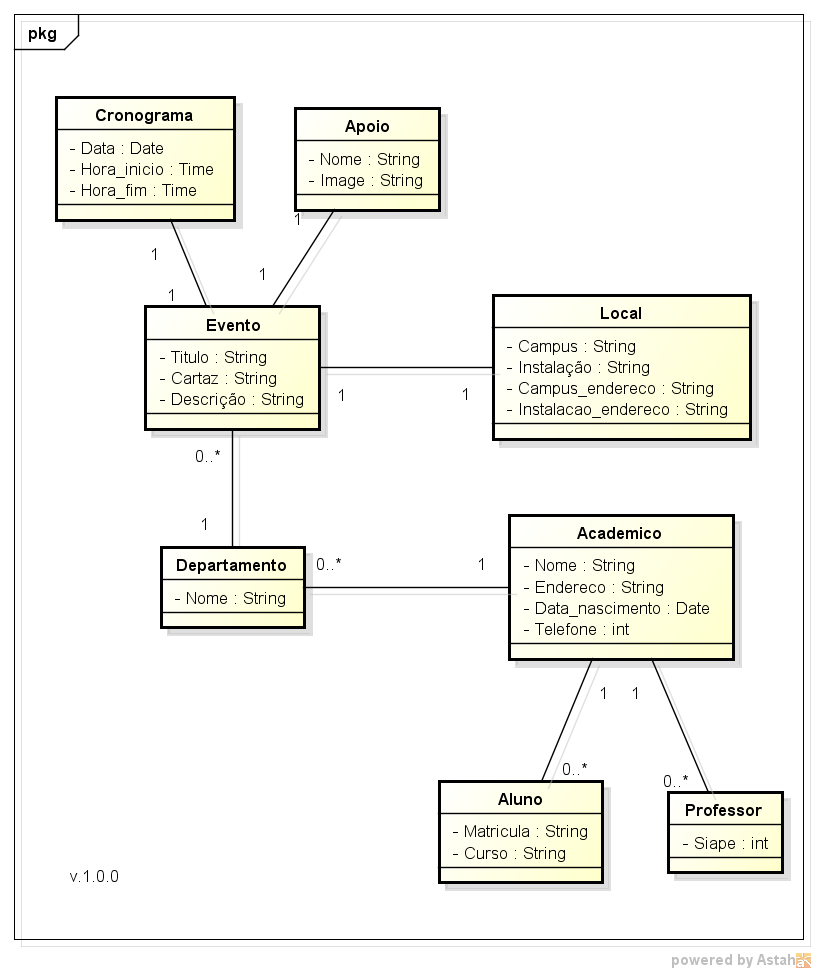 pkg
Cronograma
- Data : Date
- Hora_inicio : Time
- Hora_fim : Time
Apoio
- Nome : String
- Image : String
1
1
1
1
Evento
- Titulo : String
- Cartaz : String
- Descrição : String
Local
- Campus : String
- Instalação : String
- Campus_endereco : String
- Instalacao_endereco : String
1
1
0..*
1
Departamento
- Nome : String
0..*
1
Academico
- Nome : String
- Endereco : String
- Data_nascimento : Date
- Telefone : int
1
1
0..*
0..*
Aluno
- Matricula : String
- Curso : String
Professor
- Siape : int
v.1.0.0
powered by Astah